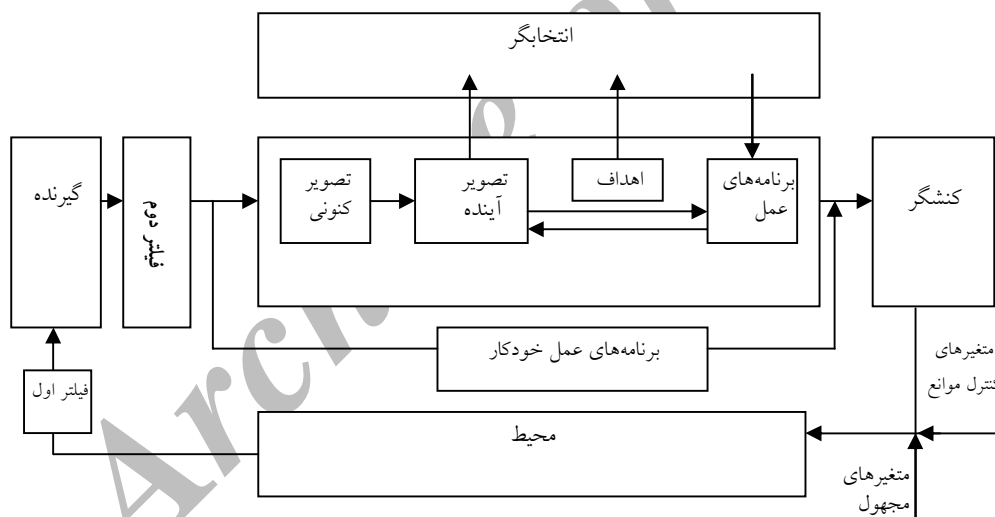 انتخابگر
گیرنده
فیلتر دوم
تصویر
کنونی
تصویر
آینده
اهداف
برنامه‌های
عمل
کنشگر
برنامه‌های عمل خودکار
فیلتر اول
محیط
متغیرهای
کنترل موانع
متغیرهای
مجهول